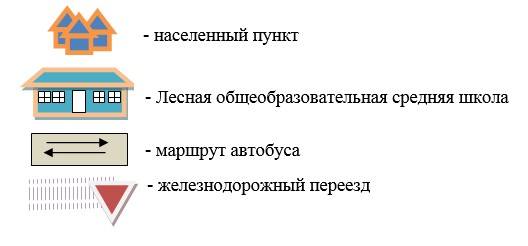 - населенный пункт
- Лесная общеобразовательная средняя школа
- маршрут автобуса
- железнодорожный переезд